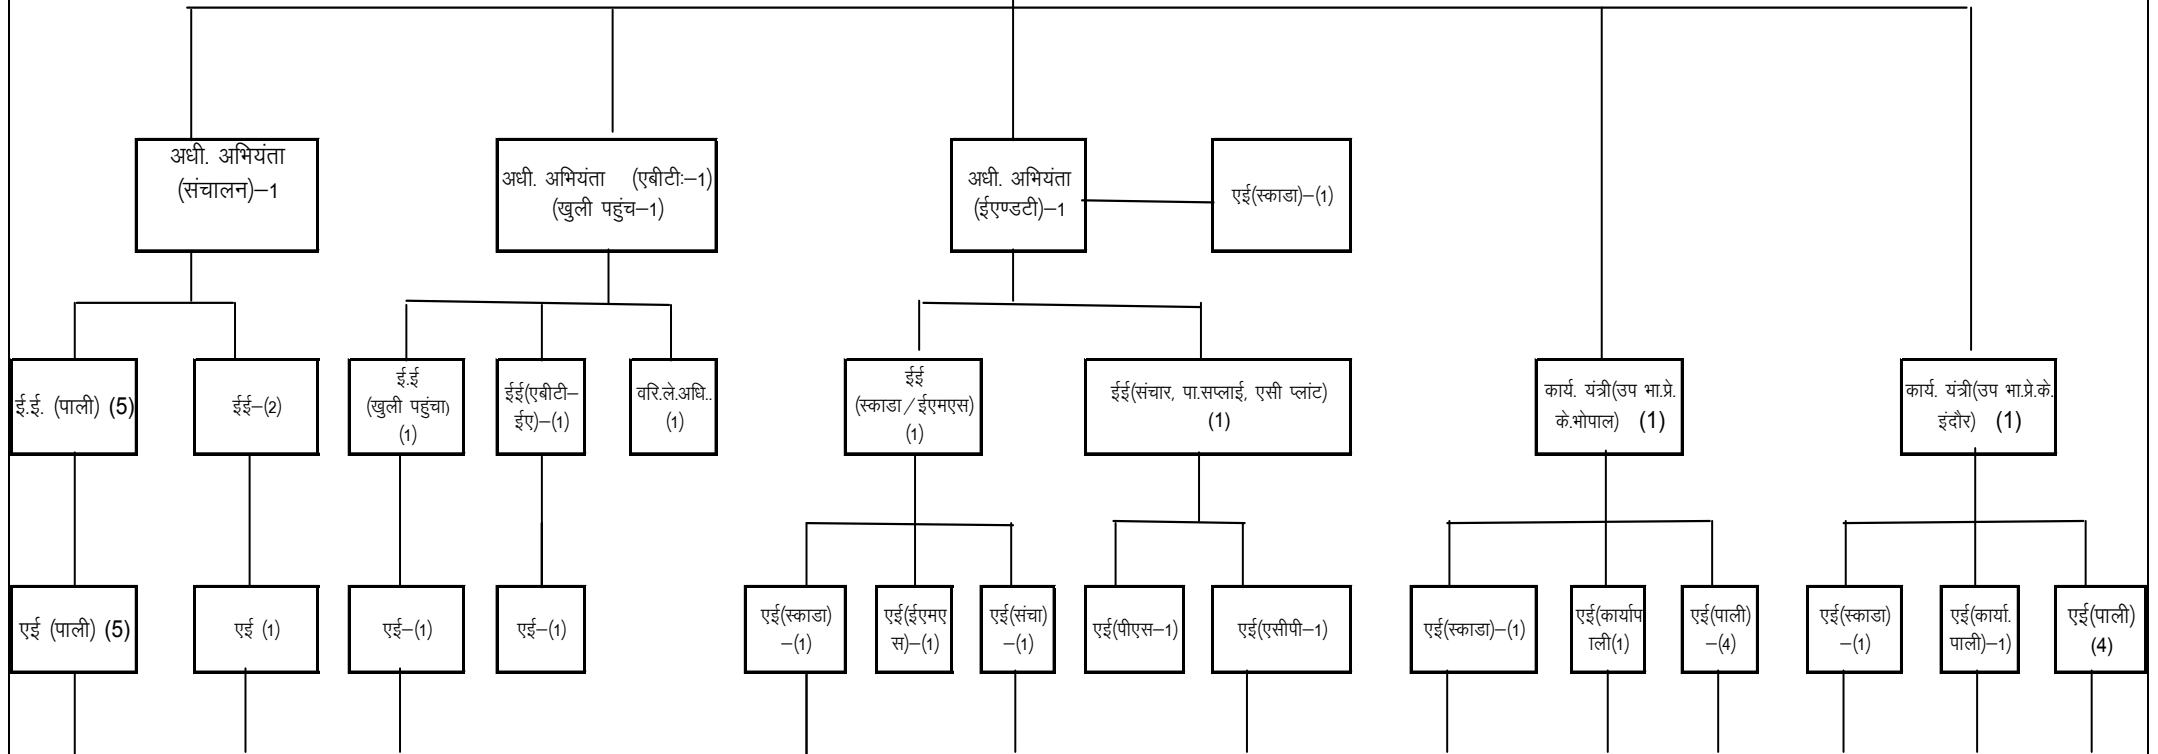 अधी. अभियंता
(संचालन)–1
अधी. अभियंता (एबीटीः–1)
(खुली पहुंच–1)
अधी. अभियंता
(ईएण्डटी)–1
एई(स्काडा)–(1)
ई.ई. (पाली) (5)
ईई–(2)
ई.ई
(खुली पहुंचा)
(1)
ईई(एबीटी–
ईए)–(1)
वरि.ले.अधि..
(1)
ईई
(स्काडा/ईएमएस)
(1)
ईई(संचार, पा.सप्लाई, एसी प्लांट)
(1)
कार्य. यंत्री(उप भा.प्रे.
के.भोपाल) (1)
कार्य. यंत्री(उप भा.प्रे.के.
इंदौर) (1)
एई (पाली) (5)
एई (1)
एई–(1)
एई–(1)
एई(स्काडा)
–(1)
एई(ईएमए
स)–(1)
एई(संचा)
–(1)
एई(पीएस–1)
एई(एसीपी–1)
एई(स्काडा)–(1)
एई(कार्याप
ाली(1)
एई(पाली)
–(4)
एई(स्काडा)
–(1)
एई(कार्या.
पाली)–1)
एई(पाली)
(4)